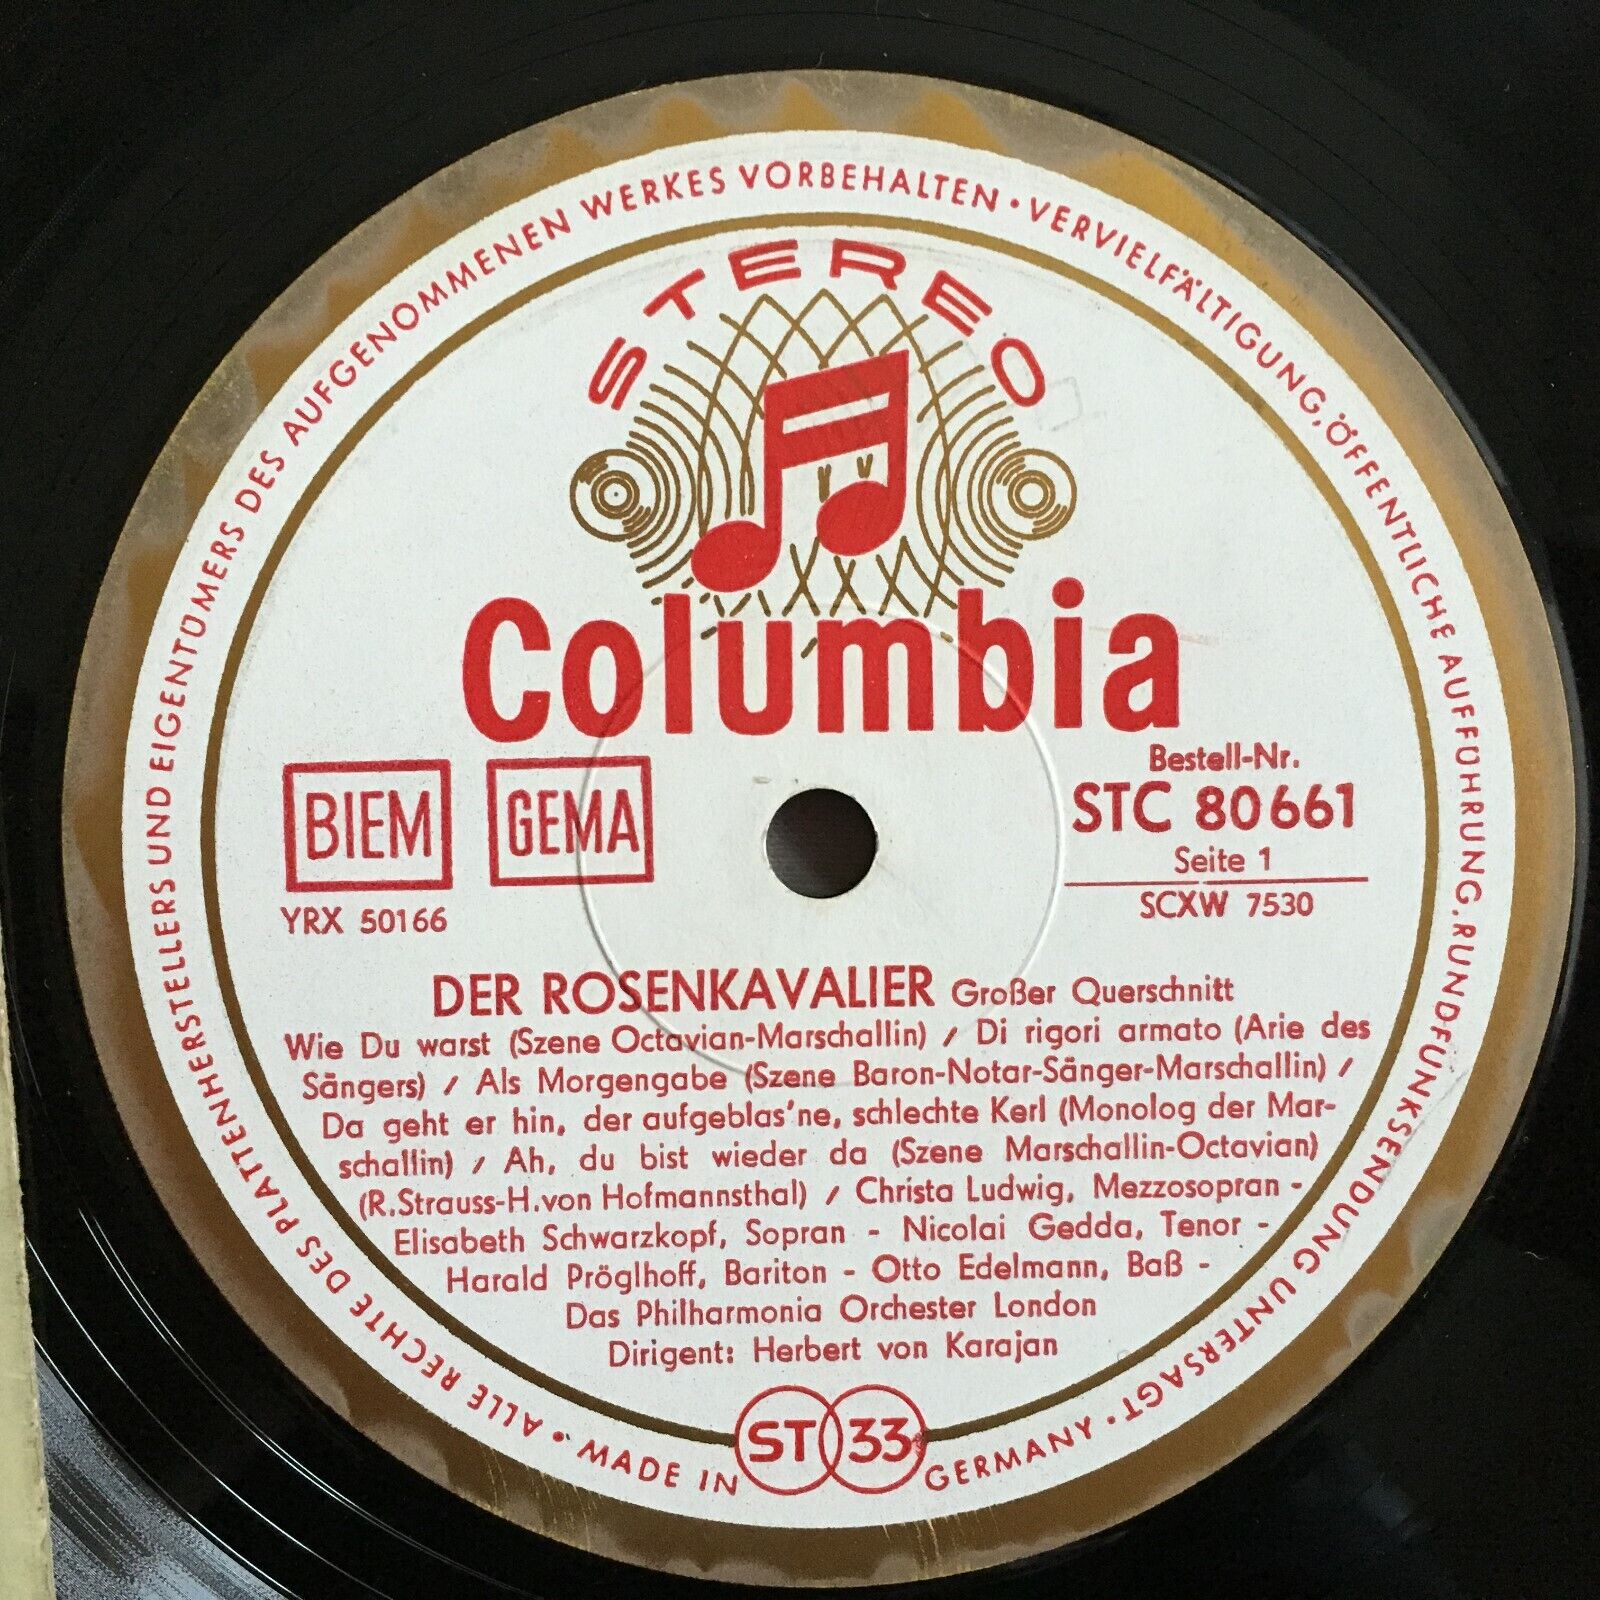 ALLE RECHTE DES PLATTENHERSTELLERS UND EIGENTÜMERS DES AUFGENOMMENEN WERKES VORBEHALTEN • VERVIELFÄLTIGUNG, ÖFFENTLICHE AUFFÜHRUNG, RUNDFUNKSENDUNG UNTERSAGT •
STEREO
Columbia
BIEM GEMA
YRX 50166
Bestell-Nr.
STC 80661
Seite 1
SCXW 7530
DER ROSENKAVALIER Großer Querschnitt
Wie Du warst (Szene Octavian-Marschallin) / Di rigori armato (Arie des
Sängers) / Als Morgengabe (Szene Baron-Notar-Sänger-Marschallin) /
Da geht er hin, der aufgeblas'ne, schlechte Kerl (Monolog der Mar-
schallin) / Ah, du bist wieder da (Szene Marschallin-Octavian)
(R.Strauss-H.von Hofmannsthal) / Christa Ludwig, Mezzosopran -
Elisabeth Schwarzkopf, Sopran - Nicolai Gedda, Tenor -
Harald Pröglhoff, Bariton - Otto Edelmann, Baß -
Das Philharmonia Orchester London
Dirigent: Herbert von Karajan
ST 33
• MADE IN GERMANY •